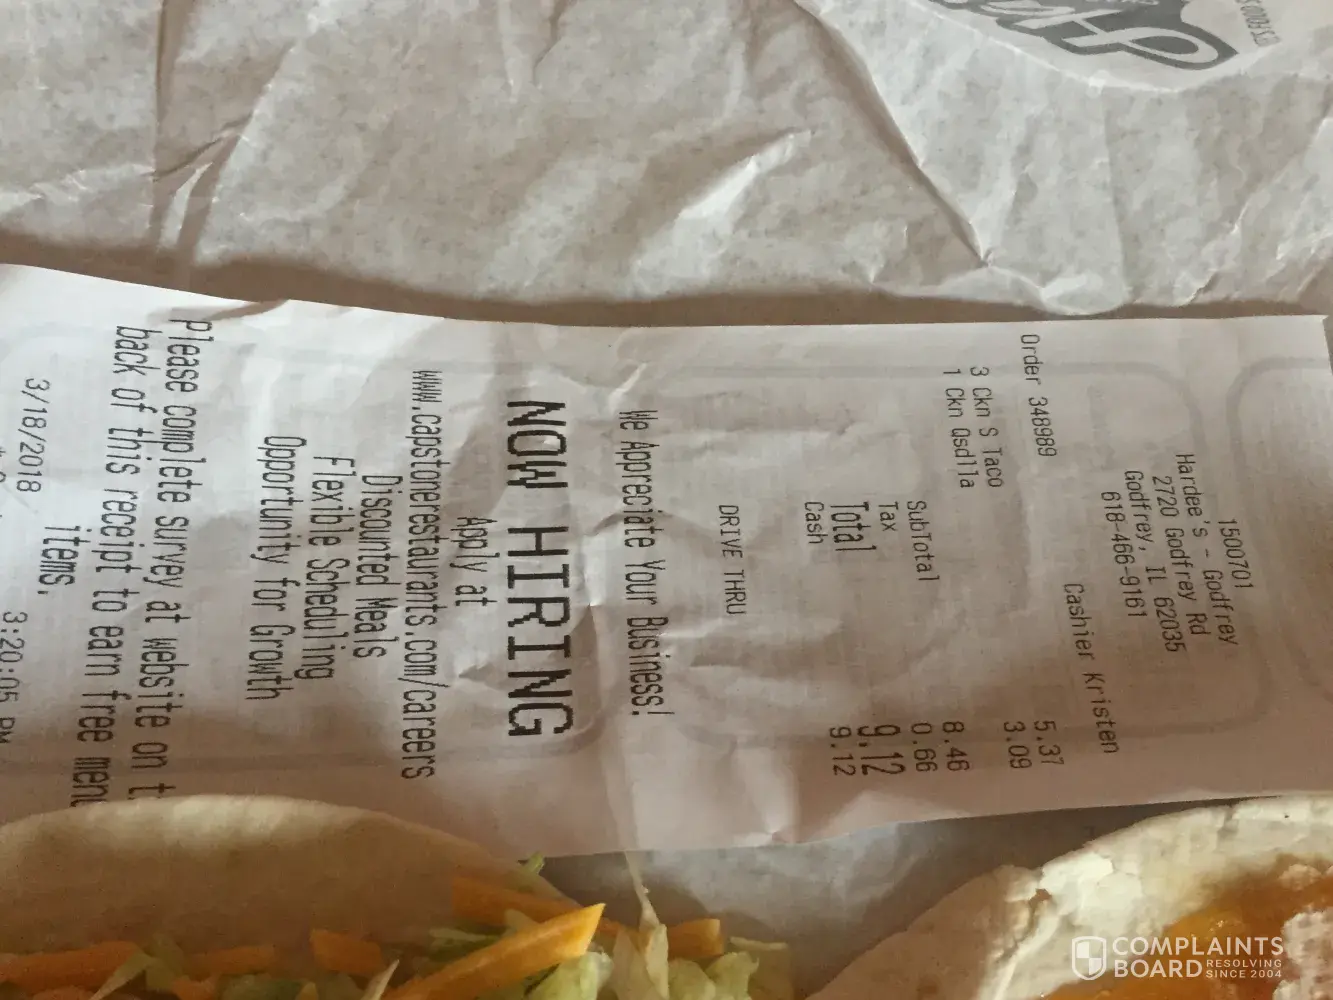 1500701
Hardee's - Godfrey
2720 Godfrey Rd
Godfrey, IL 62035
618-466-9161
Cashier Kristen
Order 348989
3 Ckn S Taco 5.37
1 Ckn Qsdlla 3.09
SubTotal 8.46
Tax 0.66
Total 9.12
Cash 9.12
DRIVE THRU
We Appreciate Your Business!
NOW HIRING
Apply at
www.capstonerestaurants.com/careers
Discounted Meals
Flexible Scheduling
Opportunity for Growth
Please complete survey at website on t
back of this receipt to earn free menu
items.
3/18/2018 3:20:05 PM
COMPLAINTS
BOARD RESOLVING
SINCE 2004